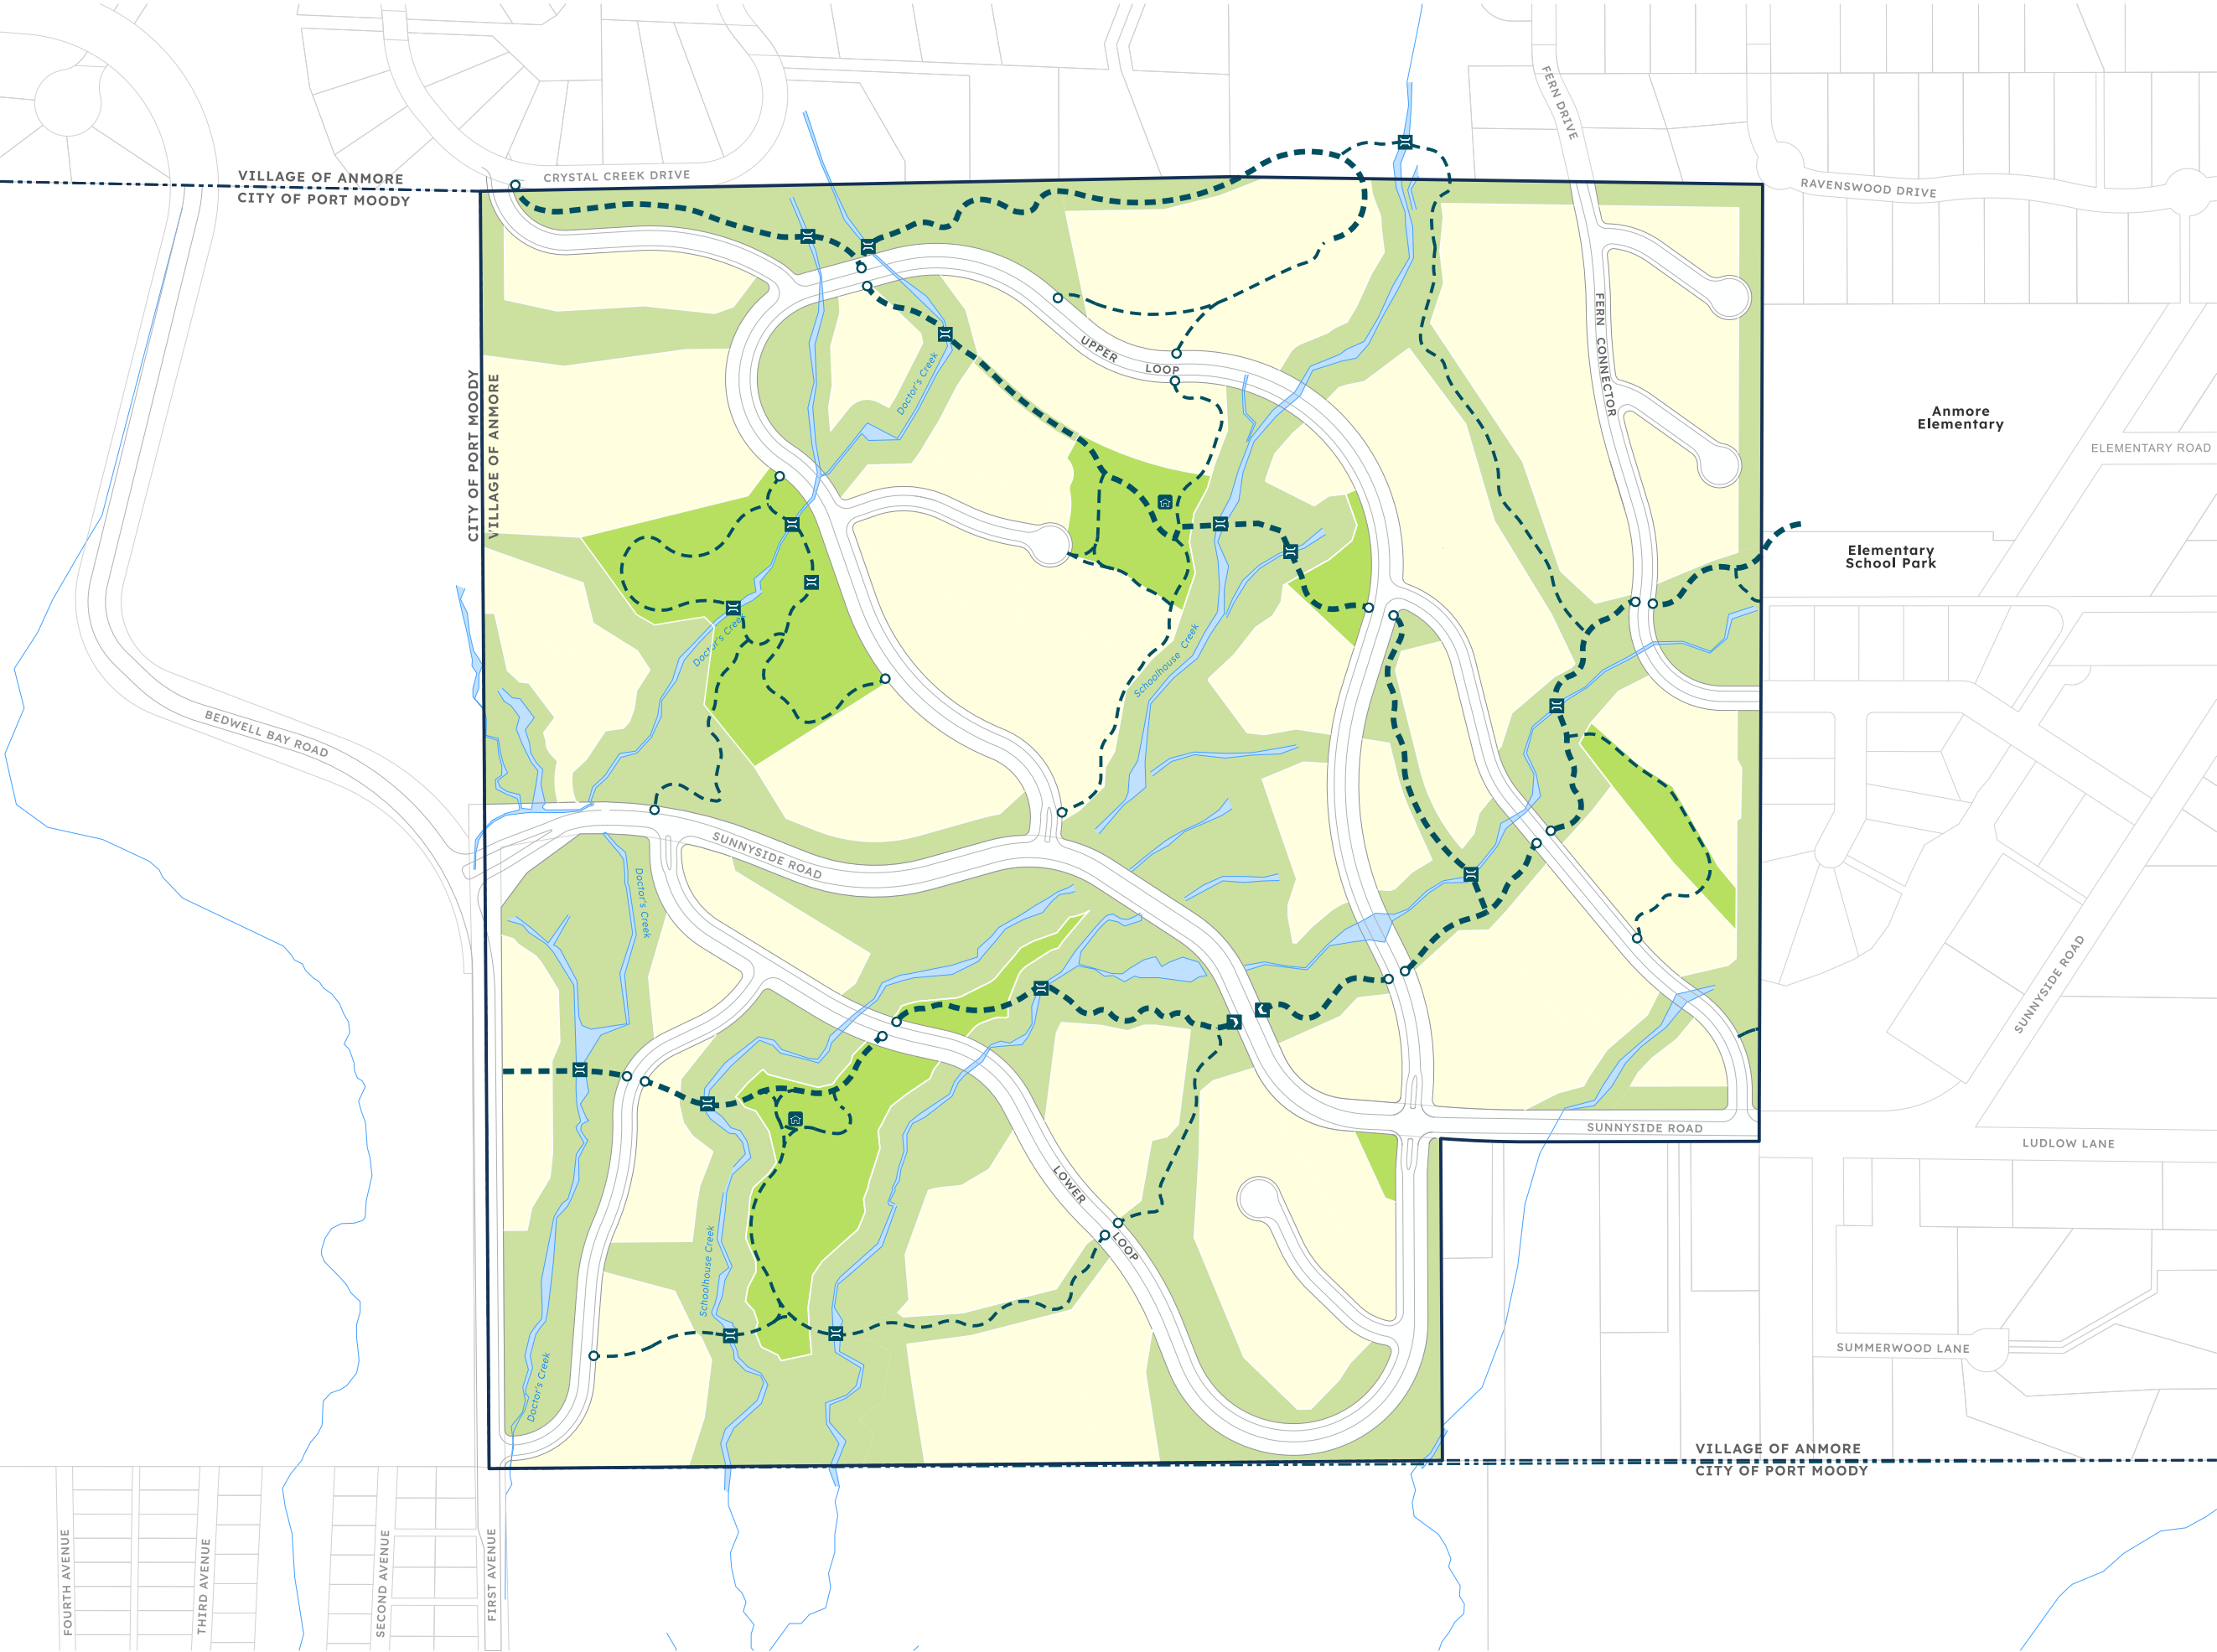 VILLAGE OF ANMORE
CITY OF PORT MOODY
CRYSTAL CREEK DRIVE
FERN DRIVE
RAVENSWOOD DRIVE
CITY OF PORT MOODY
VILLAGE OF ANMORE
UPPER
LOOP
FERN CONNECTOR
Doctor's Creek
Anmore
Elementary
ELEMENTARY ROAD
Elementary
School Park
Doctor's Creek
Schoolhouse Creek
BEDWELL BAY ROAD
SUNNYSIDE ROAD
Doctor's Creek
SUNNYSIDE ROAD
SUNNYSIDE ROAD
LUDLOW LANE
LOWER
LOOP
Schoolhouse Creek
Doctor's Creek
SUMMERWOOD LANE
VILLAGE OF ANMORE
CITY OF PORT MOODY
FOURTH AVENUE
THIRD AVENUE
SECOND AVENUE
FIRST AVENUE